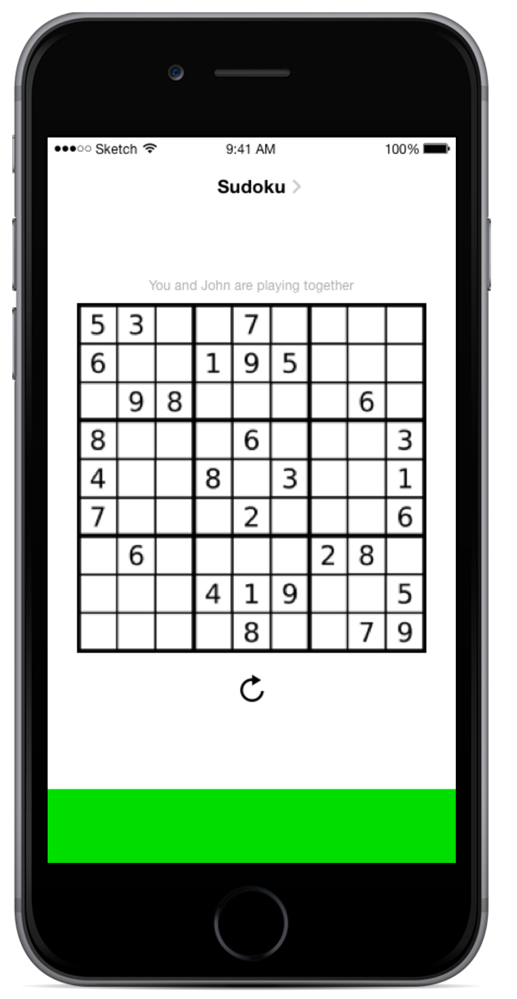 Sketch 9:41 AM 100%
Sudoku
You and John are playing together
5 3 7
6 1 9 5
9 8 6
8 6 3
4 8 3 1
7 2 6
6 2 8
4 1 9 5
8 7 9